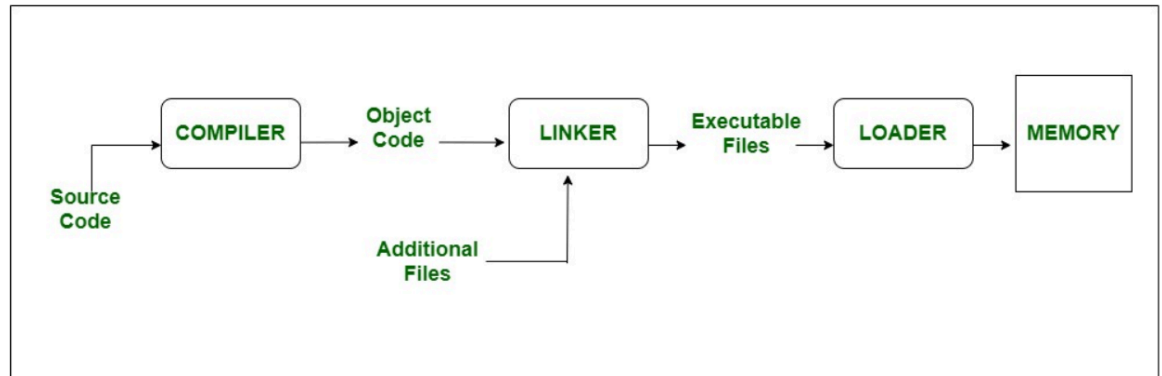 Source
Code
COMPILER
Object
Code
Additional
Files
LINKER
Executable
Files
LOADER
MEMORY